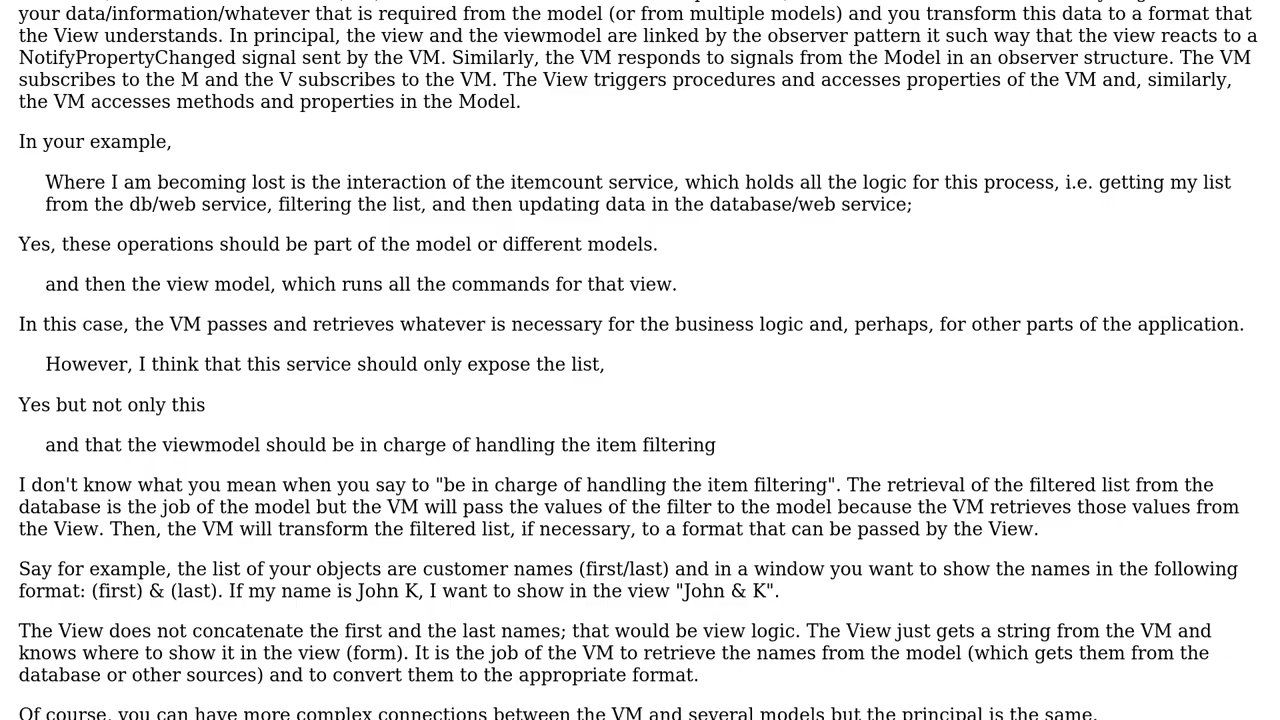 your data/information/whatever that is required from the model (or from multiple models) and you transform this data to a format that
the View understands. In principal, the view and the viewmodel are linked by the observer pattern it such way that the view reacts to a
NotifyPropertyChanged signal sent by the VM. Similarly, the VM responds to signals from the Model in an observer structure. The VM
subscribes to the M and the V subscribes to the VM. The View triggers procedures and accesses properties of the VM and, similarly,
the VM accesses methods and properties in the Model.
In your example,
Where I am becoming lost is the interaction of the itemcount service, which holds all the logic for this process, i.e. getting my list
from the db/web service, filtering the list, and then updating data in the database/web service;
Yes, these operations should be part of the model or different models.
and then the view model, which runs all the commands for that view.
In this case, the VM passes and retrieves whatever is necessary for the business logic and, perhaps, for other parts of the application.
However, I think that this service should only expose the list,
Yes but not only this
and that the viewmodel should be in charge of handling the item filtering
I don't know what you mean when you say to "be in charge of handling the item filtering". The retrieval of the filtered list from the
database is the job of the model but the VM will pass the values of the filter to the model because the VM retrieves those values from
the View. Then, the VM will transform the filtered list, if necessary, to a format that can be passed by the View.
Say for example, the list of your objects are customer names (first/last) and in a window you want to show the names in the following
format: (first) & (last). If my name is John K, I want to show in the view "John & K".
The View does not concatenate the first and the last names; that would be view logic. The View just gets a string from the VM and
knows where to show it in the view (form). It is the job of the VM to retrieve the names from the model (which gets them from the
database or other sources) and to convert them to the appropriate format.
Of course, you can have more complex connections between the VM and several models but the principal is the same.